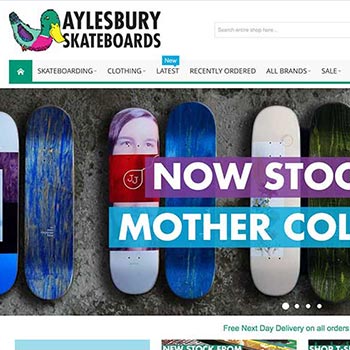 AYLESBURY
SKATEBOARDS
Search entire shop here...
New
SKATEBOARDING CLOTHING LATEST RECENTLY ORDERED ALL BRANDS SALE
JJ
NOW STOC
MOTHER COL
Free Next Day Delivery on all orders
NEW STOCK FROM
SHOP T-S